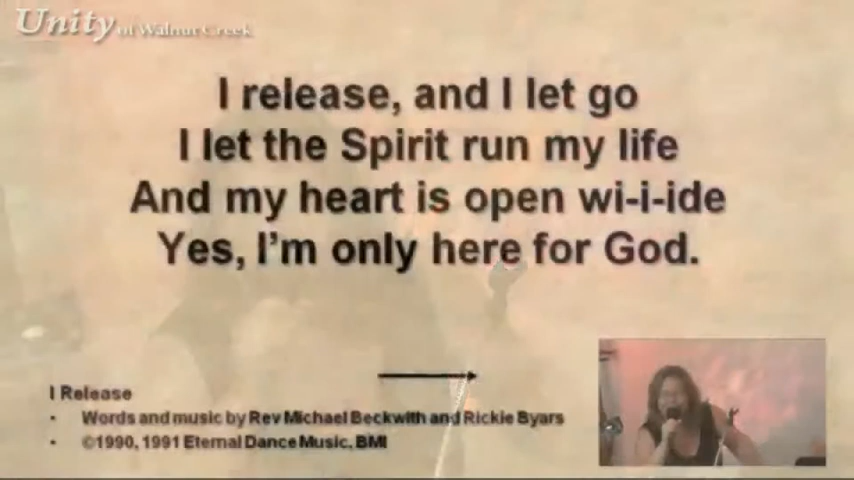 Unity of Walnut Creek
I release, and I let go
I let the Spirit run my life
And my heart is open wi-i-ide
Yes, I'm only here for God.
I Release
• Words and music by Rev Michael Beckwith and Rickie Byars
• ©1990, 1991 Eternal Dance Music, BMI